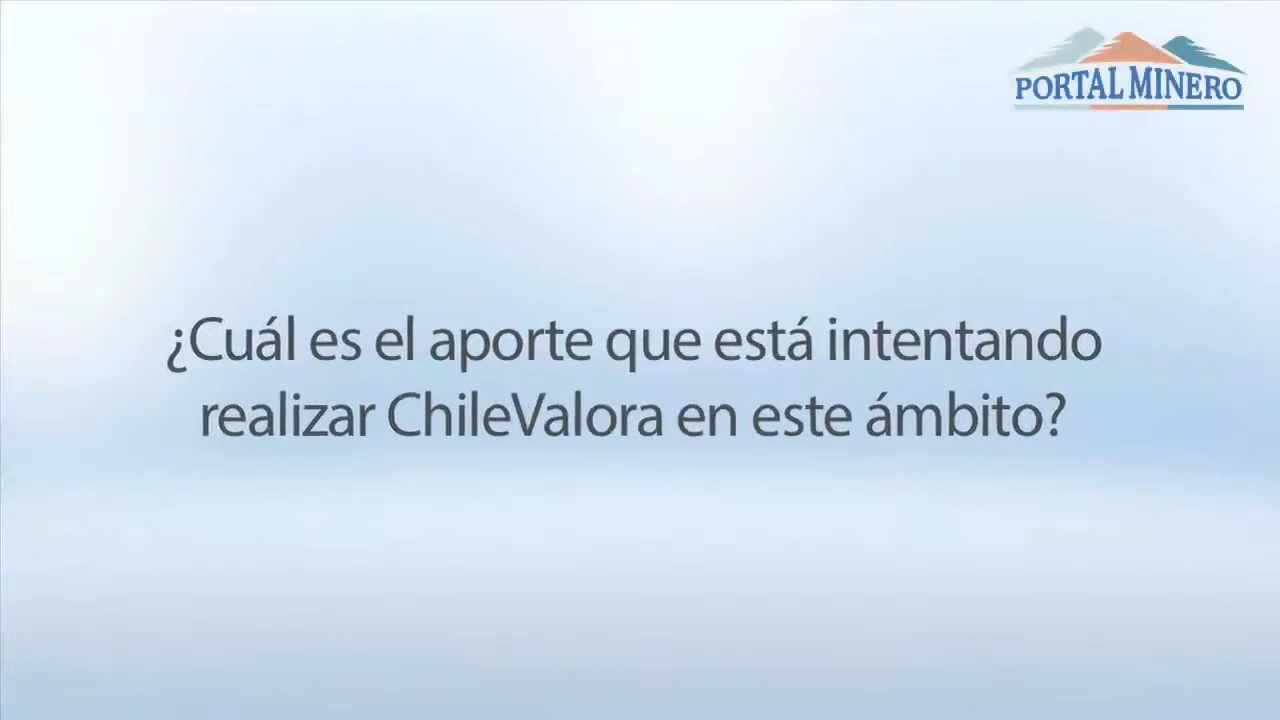 PORTAL MINERO
¿Cuál es el aporte que está intentando
realizar ChileValora en este ámbito?